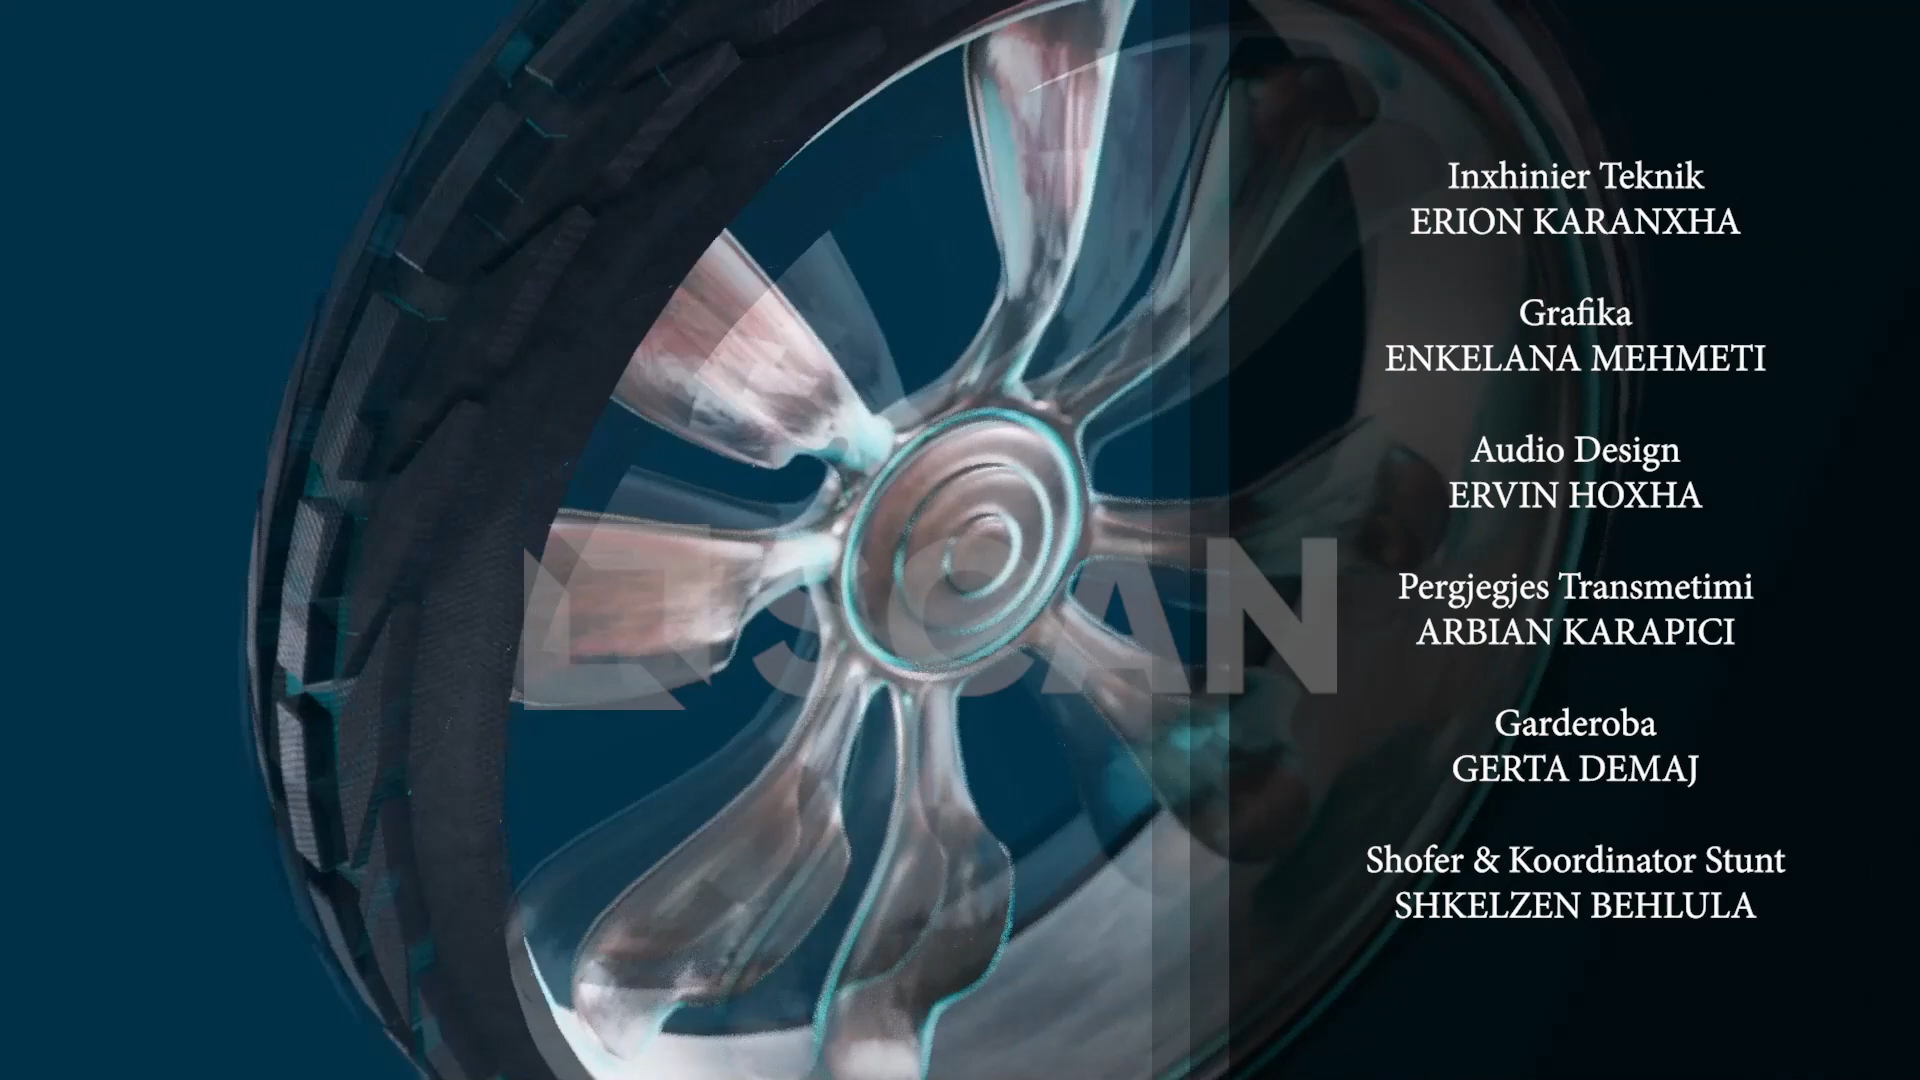 Inxhinier Teknik
ERION KARANXHA
Grafika
ENKELANA MEHMETI
Audio Design
ERVIN HOXHA
Pergjegjes Transmetimi
ARBIAN KARAPICI
Garderoba
GERTA DEMAJ
Shofer & Koordinator Stunt
SHKELZEN BEHLULA
SCAN